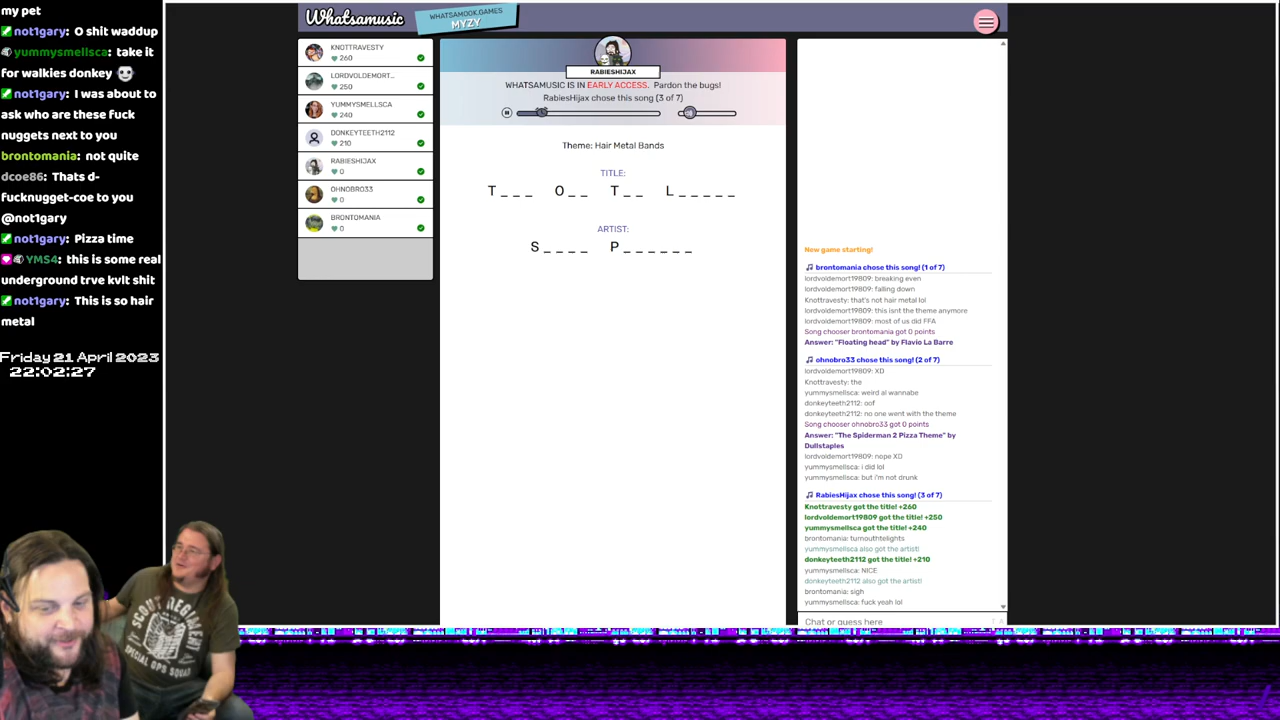 my pet
not1gary: O shit waddup
yummysmellsca: take it
for walkies donkey
not1gary: I was about to
ask who are these fuck
nuggets next to you
brontomania: not quite
dcoe86: Thats d-
fuknuggets toe to you
@not1gary
not1gary: Pizza time
YMS4: this is some real
underground type o shit
not1gary: This is so hair
metal
Friday 21 April 2023
22:02:27
Whatsamusic
WHATSAMOOK.GAMES
MYZY
KNOTTRAVESTY
260
LORDVOLDEMORT...
250
YUMMYSMELLSCA
240
DONKEYTEETH2112
210
RABIESHIJAX
0
OHNOBRO33
0
BRONTOMANIA
0
RABIESHIJAX
WHATSAMUSIC IS IN EARLY ACCESS. Pardon the bugs!
RabiesHijax chose this song (3 of 7)
Theme: Hair Metal Bands
TITLE:
T _ _ _ O _ _ T _ _ L _ _ _ _ _
ARTIST:
S _ _ _ _ P _ _ _ _ _ _
New game starting!
brontomania chose this song! (1 of 7)
lordvoldemort19809: breaking even
lordvoldemort19809: falling down
Knottravesty: that's not hair metal lol
lordvoldemort19809: this isnt the theme anymore
lordvoldemort19809: most of us did FFA
Song chooser brontomania got 0 points
Answer: "Floating head" by Flavio La Barre
ohnobro33 chose this song! (2 of 7)
lordvoldemort19809: XD
Knottravesty: the
yummysmellsca: weird al wannabe
donkeyteeth2112: oof
donkeyteeth2112: no one went with the theme
Song chooser ohnobro33 got 0 points
Answer: "The Spiderman 2 Pizza Theme" by
Dullstaples
lordvoldemort19809: nope XD
yummysmellsca: i did lol
yummysmellsca: but i'm not drunk
RabiesHijax chose this song! (3 of 7)
Knottravesty got the title! +260
lordvoldemort19809 got the title! +250
yummysmellsca got the title! +240
brontomania: turnouthtelights
yummysmellsca also got the artist!
donkeyteeth2112 got the title! +210
yummysmellsca: NICE
donkeyteeth2112 also got the artist!
brontomania: sigh
yummysmellsca: fuck yeah lol
Chat or guess here